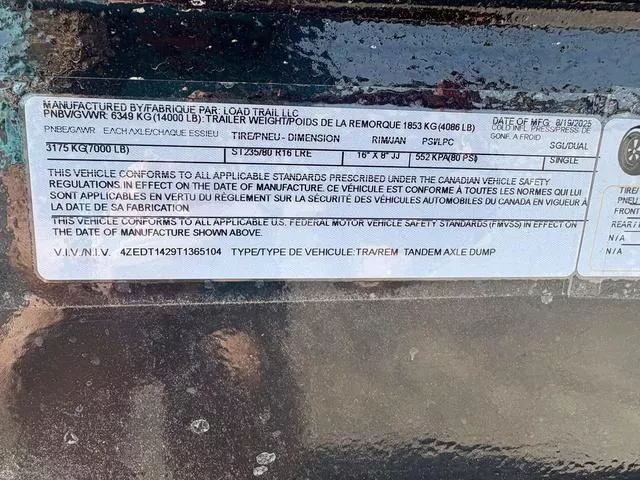 MANUFACTURED BY/FABRIQUE PAR: LOAD TRAIL LLC DATE OF MFG. 8/19/2025
PNBV/GVWR: 6349 KG (14000 LB): TRAILER WEIGHT/POIDS DE LA REMORQUE 1853 KG (4086 LB) COLD INFL. PRESS/PRESS. DE GONF. A FROID
PNBE/GAWR EACH AXLE/CHAQUE ESSIEU TIRE/PNEU - DIMENSION RIM/JAN PSI/LPC SGL/DUAL
3175 KG(7000 LB) ST235/80 R16 LRE 16" X 8" JJ 552 KPA(80 PSI) SINGLE
THIS VEHICLE CONFORMS TO ALL APPLICABLE STANDARDS PRESCRIBED UNDER THE CANADIAN VEHICLE SAFETY
REGULATIONS IN EFFECT ON THE DATE OF MANUFACTURE. CE VÉHICULE EST CONFORME À TOUTES LES NORMES QUI LUI
SONT APPLICABLES EN VERTU DU RÈGLEMENT SUR LA SÉCURITÉ DES VÉHICULES AUTOMOBILES DU CANADA EN VIGUEUR À
LA DATE DE SA FABRICATION.
THIS VEHICLE CONFORMS TO ALL APPLICABLE U.S. FEDERAL MOTOR VEHICLE SAFETY STANDARDS (FMVSS) IN EFFECT ON
THE DATE OF MANUFACTURE SHOWN ABOVE.
V.I.V./N.I.V. 4ZEDT1429T1365104 TYPE/TYPE DE VEHICULE: TRA/REM TANDEM AXLE DUMP
TIRE
PNEU
FRONT
REAR/
N/A
N/A